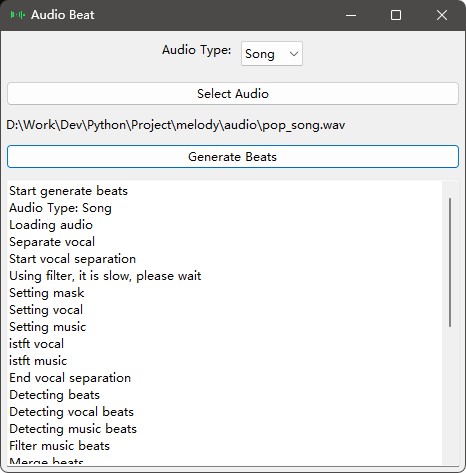 Audio Beat
Audio Type: Song
Select Audio
D:\Work\Dev\Python\Project\melody\audio\pop_song.wav
Generate Beats
Start generate beats
Audio Type: Song
Loading audio
Separate vocal
Start vocal separation
Using filter, it is slow, please wait
Setting mask
Setting vocal
Setting music
istft vocal
istft music
End vocal separation
Detecting beats
Detecting vocal beats
Detecting music beats
Filter music beats
Merge beats